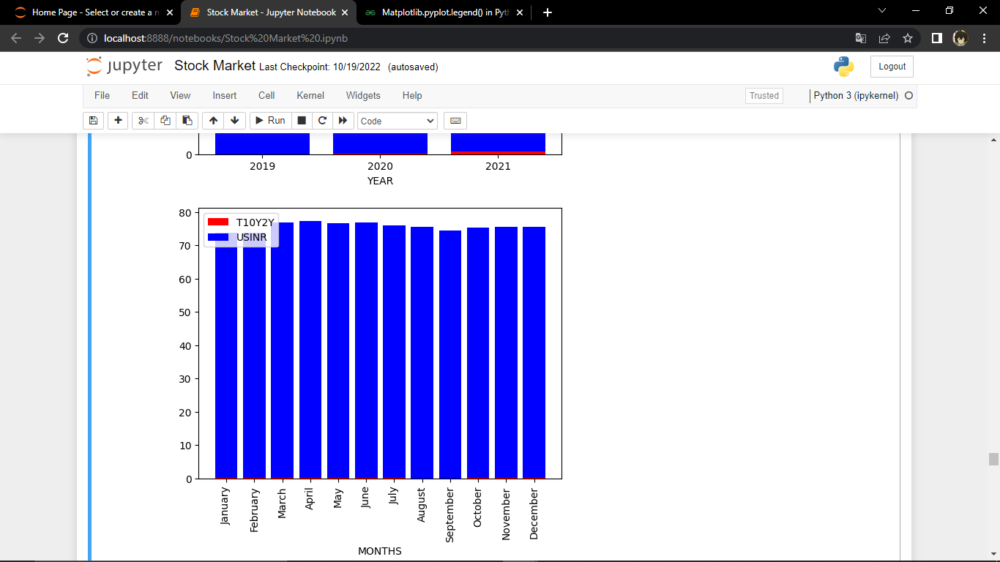 Home Page - Select or create a n
Stock Market - Jupyter Notebook
Matplotlib.pyplot.legend() in Pyth
localhost:8888/notebooks/Stock%20Market%20.ipynb
jupyter Stock Market Last Checkpoint: 10/19/2022 (autosaved)
Logout
File Edit View Insert Cell Kernel Widgets Help
Trusted
Python 3 (ipykernel)
Run
Code
0
2019 2020 2021
YEAR
80
70
60
50
40
30
20
10
0
T10Y2Y
USINR
January February March April May June July August September October November December
MONTHS